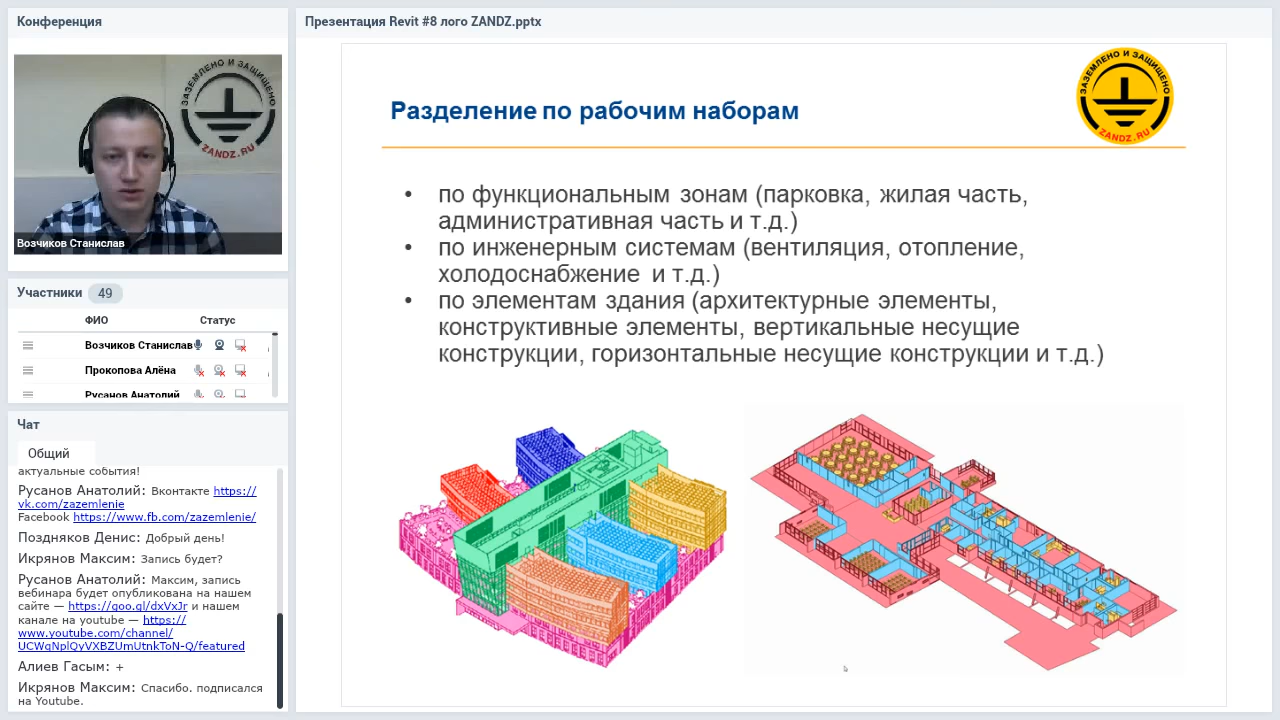 Конференция
ЗАЗЕМЛЕНО И ЗАЩИЩЕНО
ZANDZ.RU
Возчиков Станислав
Участники 49
ФИО Статус
Возчиков Станислав
Прокопова Алёна
Русанов Анатолий
Чат
Общий
актуальные события!
Русанов Анатолий: Вконтакте https://
vk.com/zazemlenie
Facebook https://www.fb.com/zazemlenie/
Поздняков Денис: Добрый день!
Икрянов Максим: Запись будет?
Русанов Анатолий: Максим, запись
вебинара будет опубликована на нашем
сайте — https://goo.gl/dxVxJr и нашем
канале на youtube — https://
www.youtube.com/channel/
UCWqNplQyVXBZUmUtnkToN-Q/featured
Алиев Гасым: +
Икрянов Максим: Спасибо. подписался
на Youtube.
Презентация Revit #8 лого ZANDZ.pptx
ЗАЗЕМЛЕНО И ЗАЩИЩЕНО
ZANDZ.RU
Разделение по рабочим наборам
• по функциональным зонам (парковка, жилая часть,
административная часть и т.д.)
• по инженерным системам (вентиляция, отопление,
холодоснабжение и т.д.)
• по элементам здания (архитектурные элементы,
конструктивные элементы, вертикальные несущие
конструкции, горизонтальные несущие конструкции и т.д.)